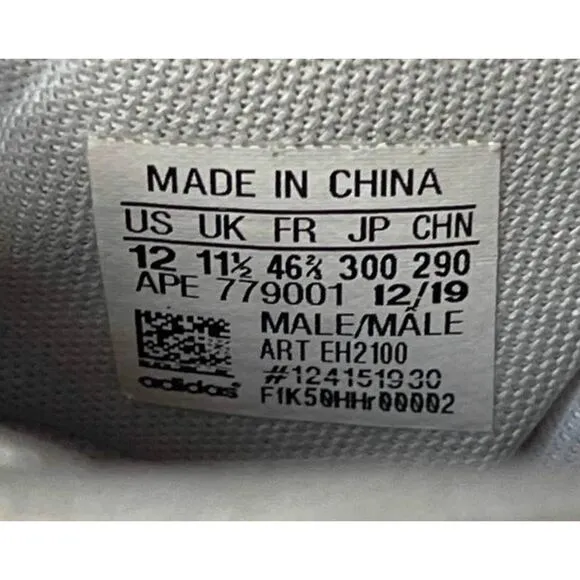 MADE IN CHINA
US UK FR JP CHN
12 11½ 46⅔ 300 290
APE 779001 12/19
MALE/MÂLE
ART EH2100
#124151930
adidas
F1K50HHr00002